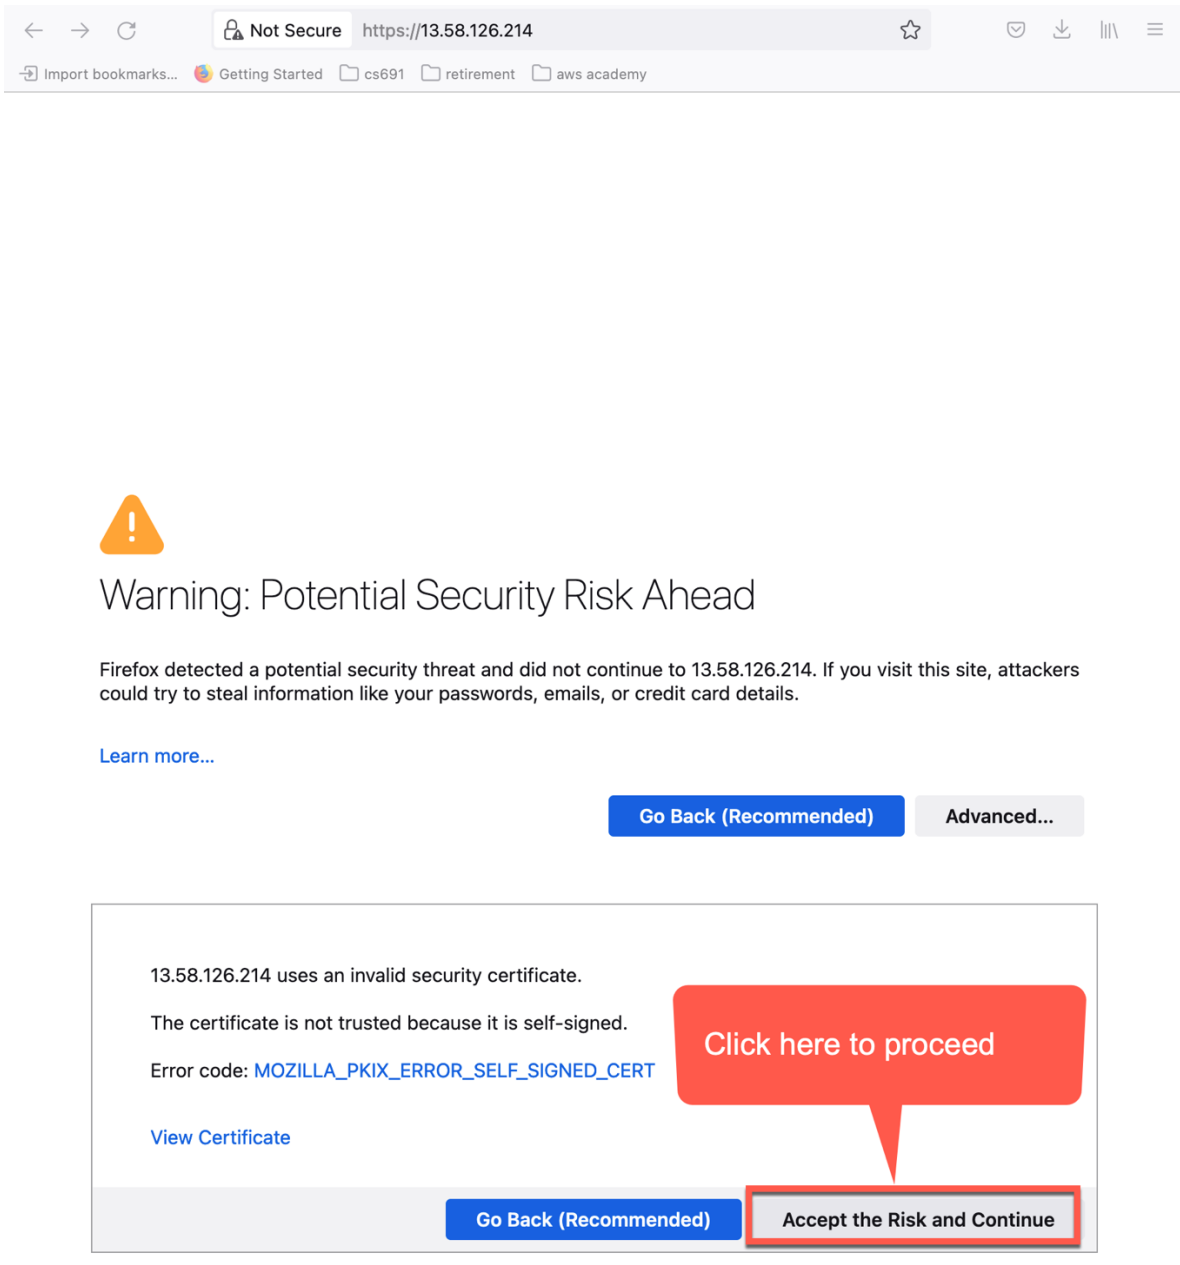 Not Secure https://13.58.126.214
Import bookmarks... Getting Started cs691 retirement aws academy
Warning: Potential Security Risk Ahead
Firefox detected a potential security threat and did not continue to 13.58.126.214. If you visit this site, attackers
could try to steal information like your passwords, emails, or credit card details.
Learn more...
Go Back (Recommended) Advanced...
13.58.126.214 uses an invalid security certificate.
The certificate is not trusted because it is self-signed.
Click here to proceed
Error code: MOZILLA_PKIX_ERROR_SELF_SIGNED_CERT
View Certificate
Go Back (Recommended) Accept the Risk and Continue